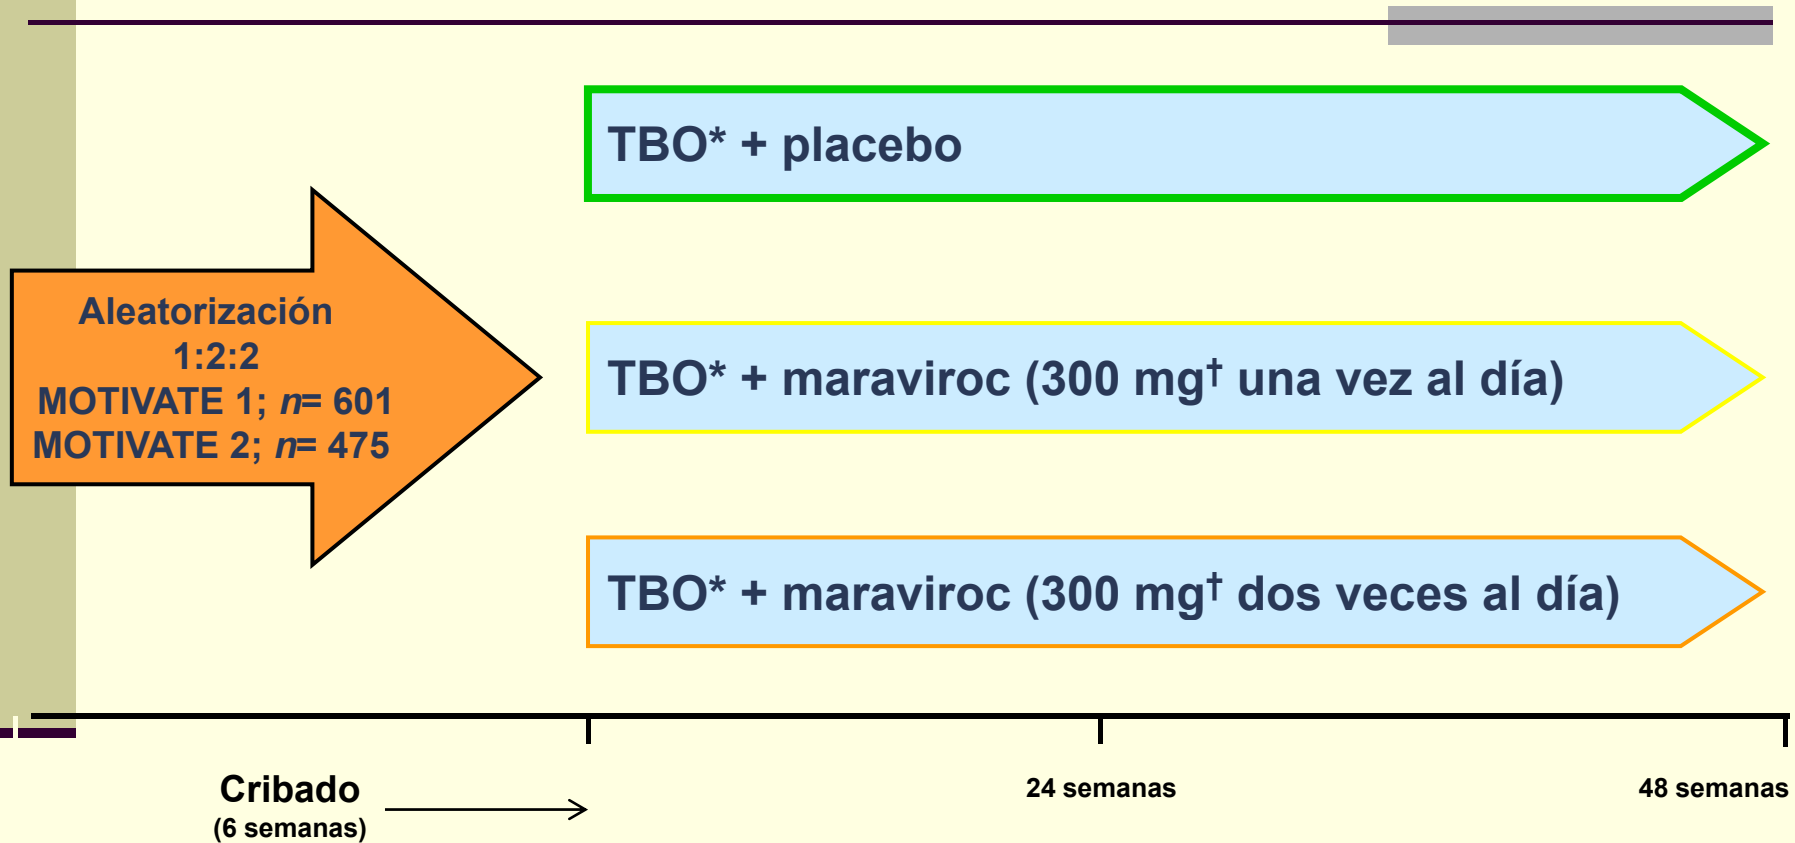 TBO* + placebo
Aleatorización
1:2:2
MOTIVATE 1; n= 601
MOTIVATE 2; n= 475
TBO* + maraviroc (300 mg† una vez al día)
TBO* + maraviroc (300 mg† dos veces al día)
Cribado
(6 semanas)
24 semanas
48 semanas